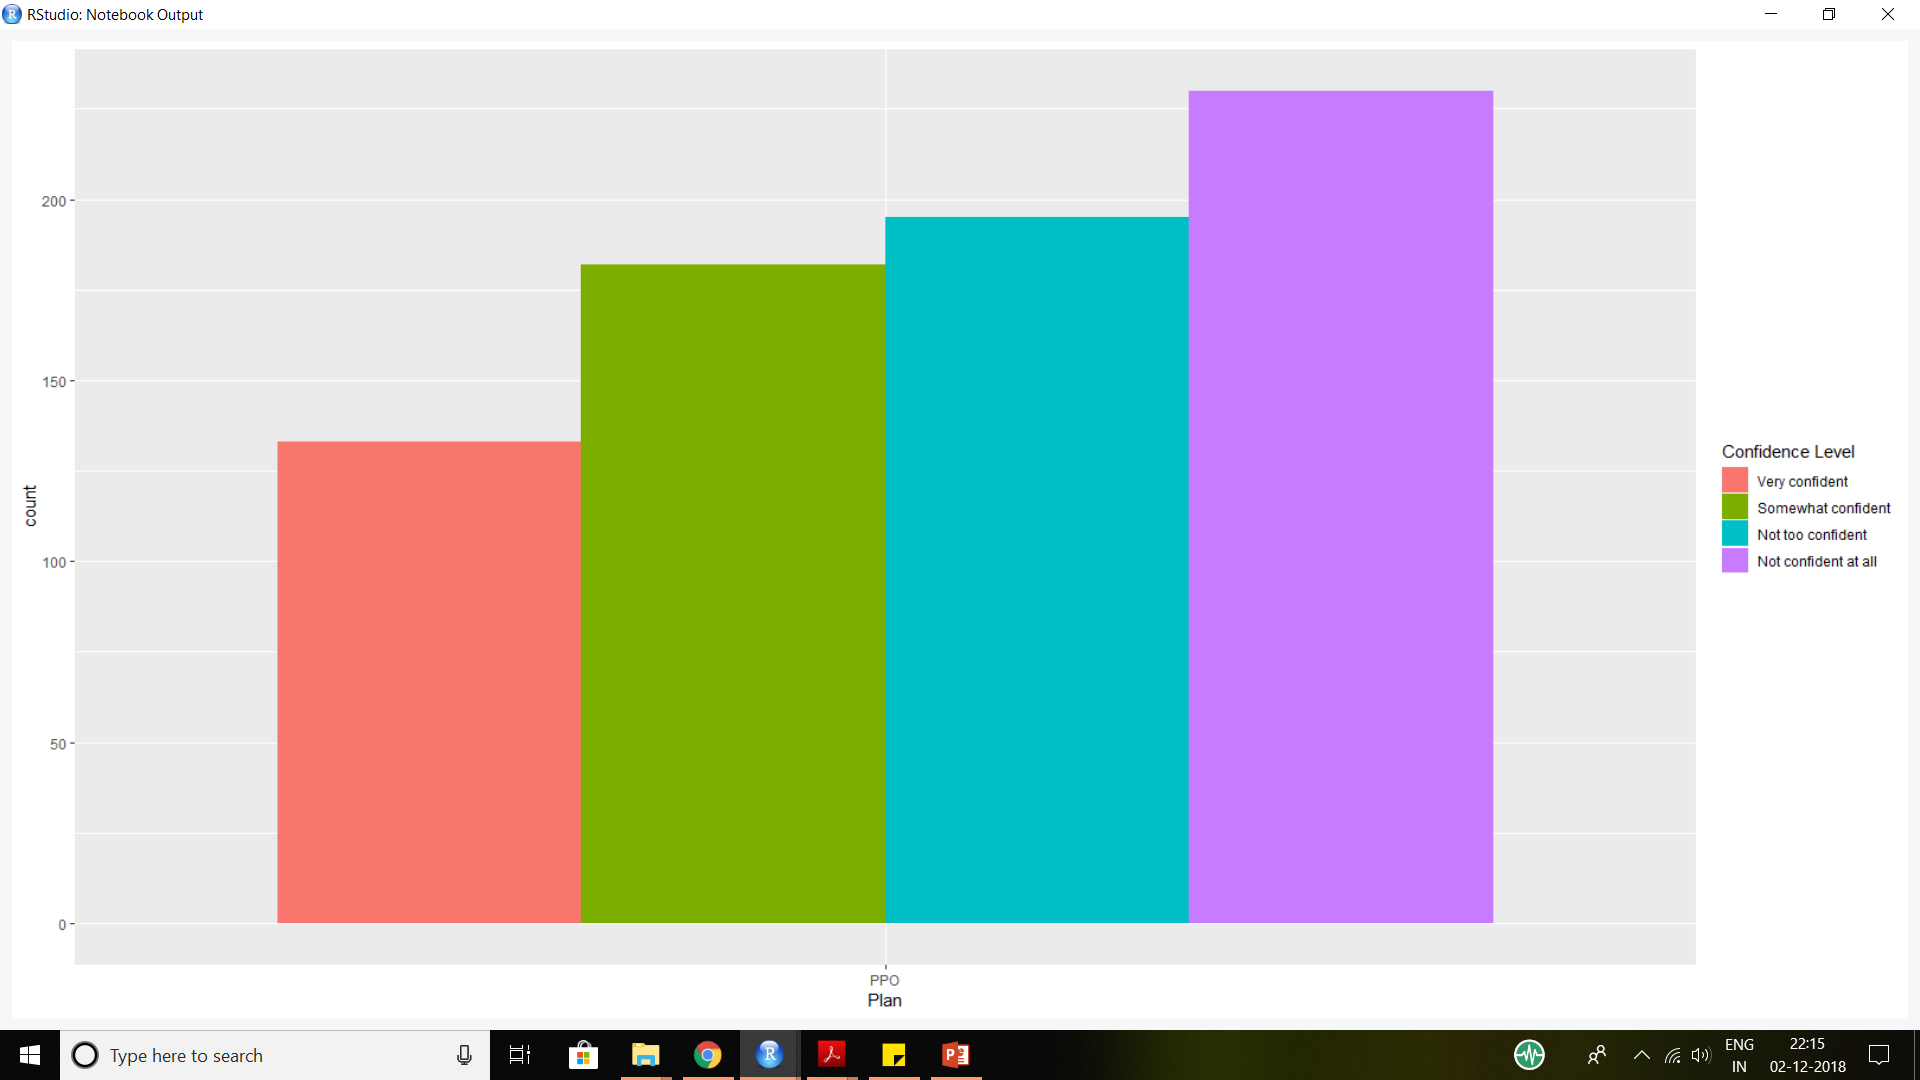 RStudio: Notebook Output
200
150
100
50
0
count
PPO
Plan
Confidence Level
Very confident
Somewhat confident
Not too confident
Not confident at all
Type here to search
ENG
IN
22:15
02-12-2018